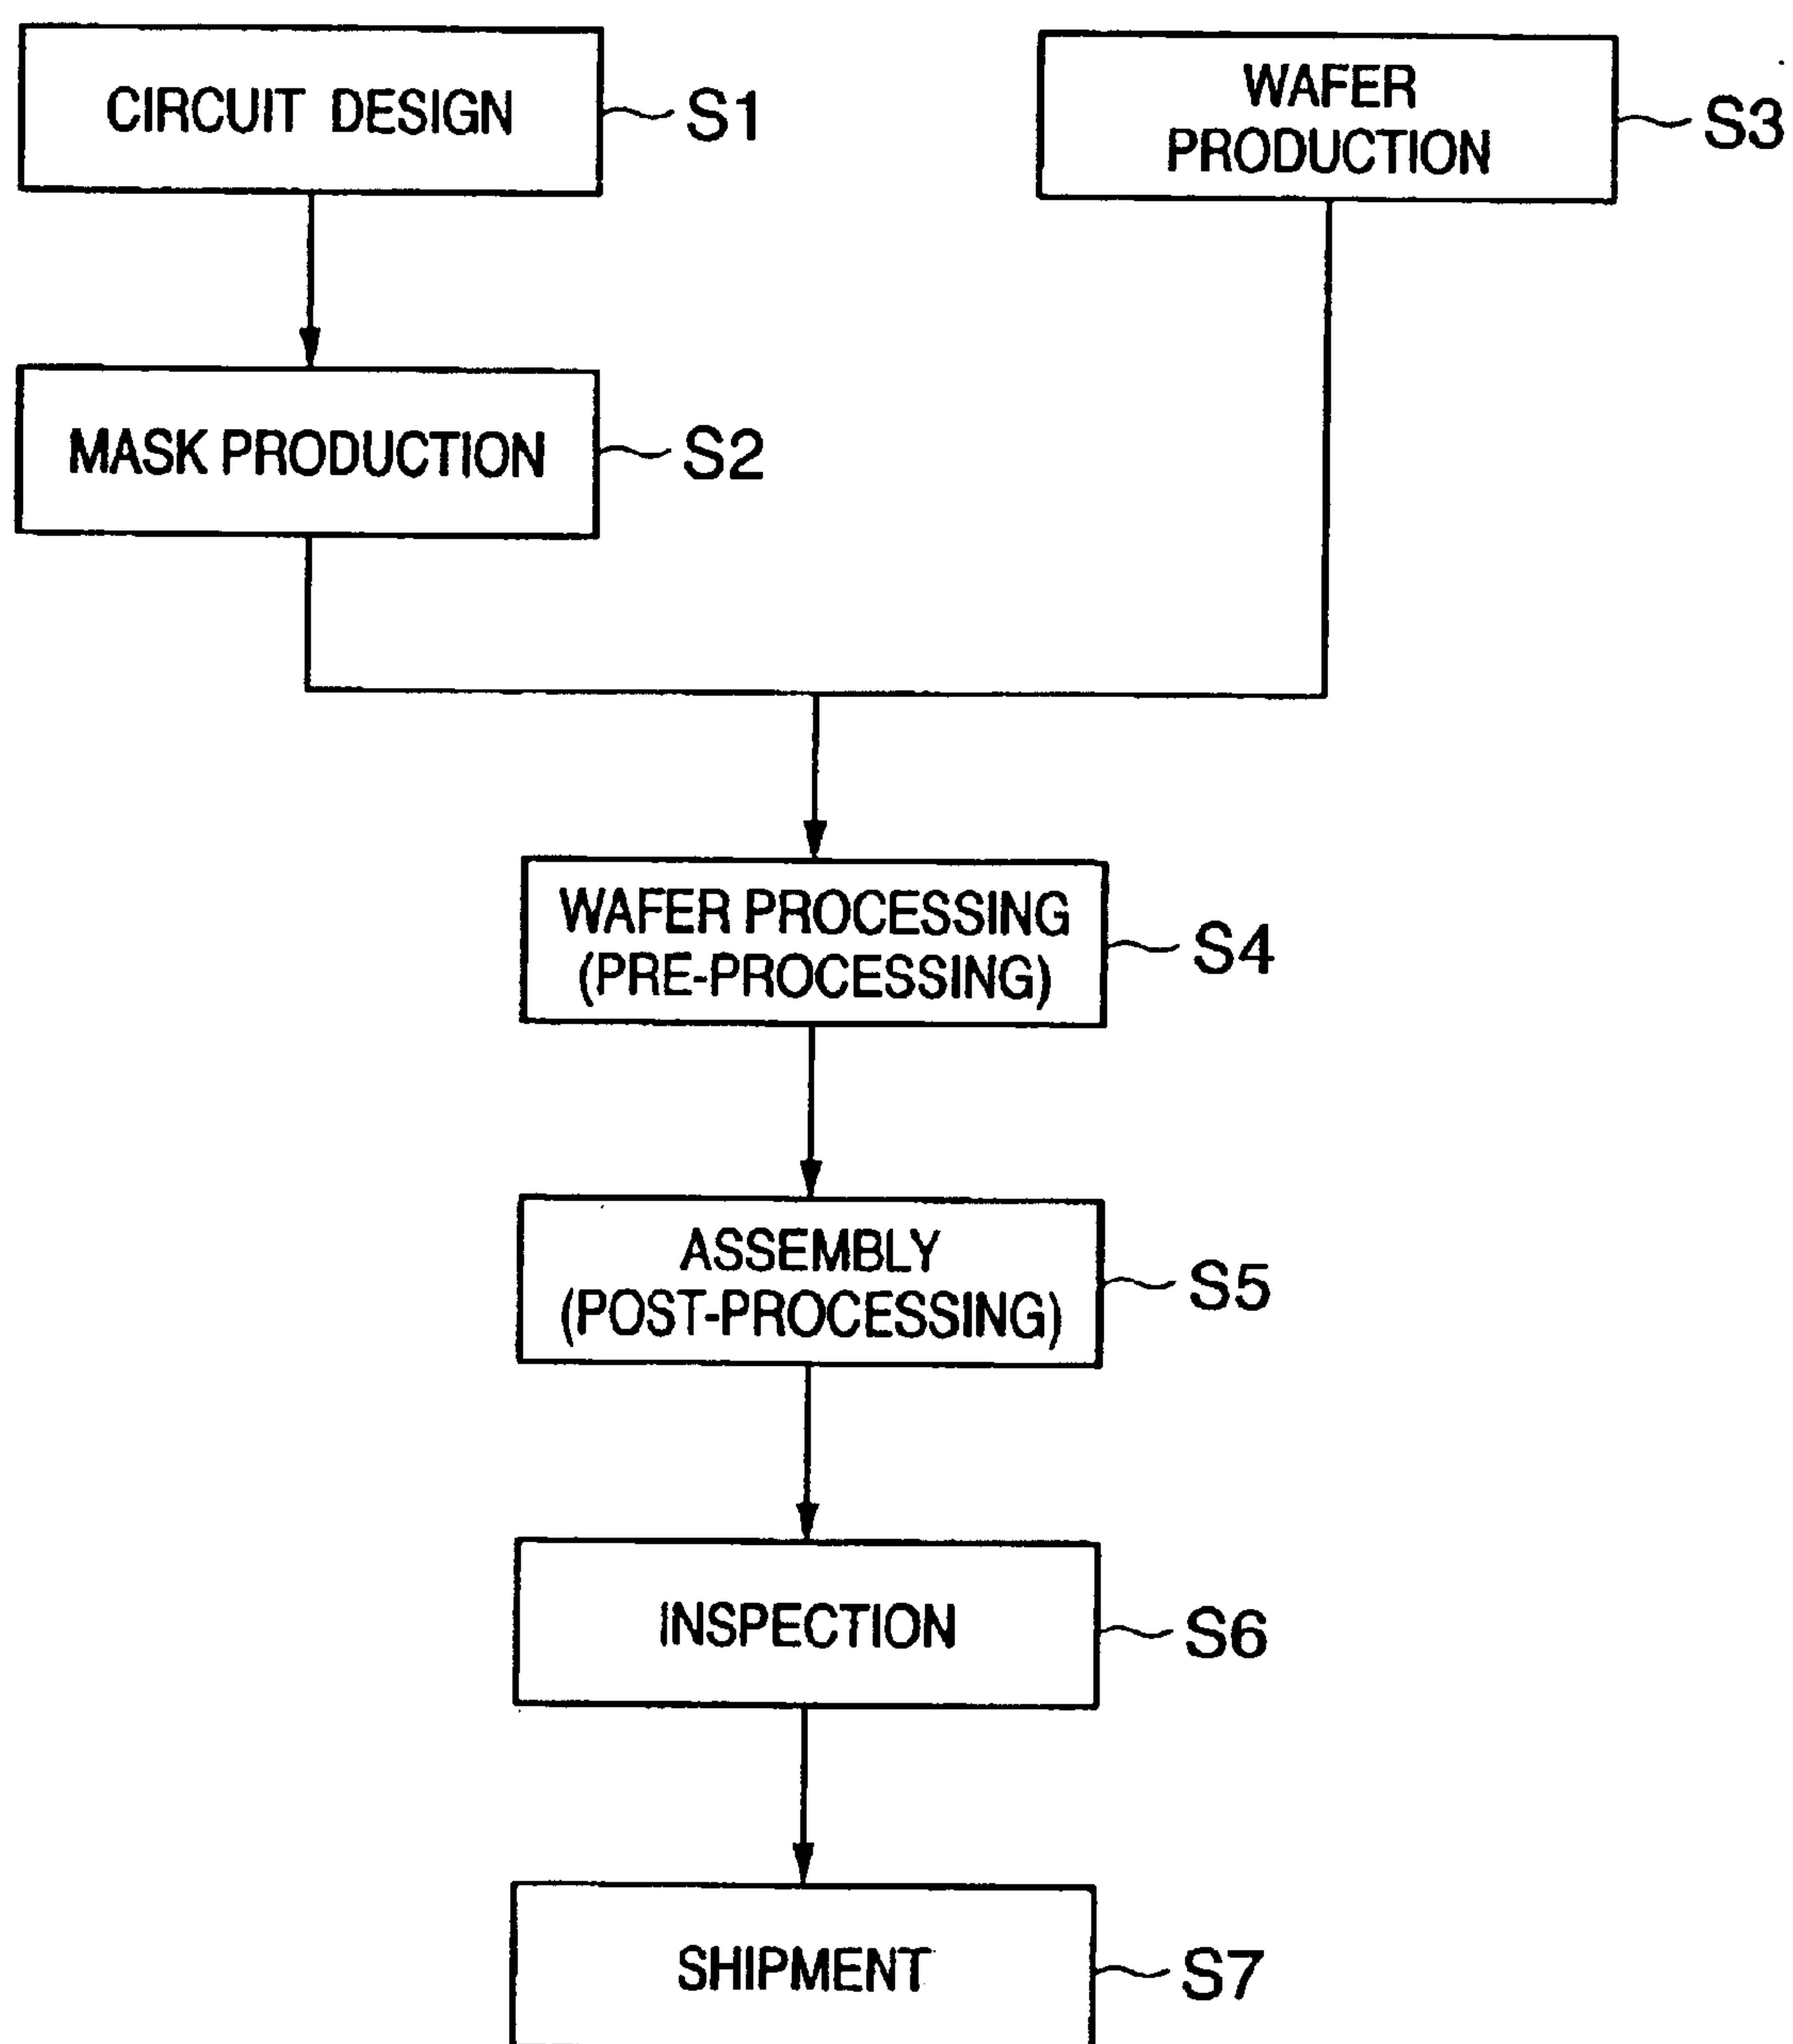 CIRCUIT DESIGN
S1
WAFER
PRODUCTION
S3
MASK PRODUCTION
S2
WAFER PROCESSING
(PRE-PROCESSING)
S4
ASSEMBLY
(POST-PROCESSING)
S5
INSPECTION
S6
SHIPMENT
S7